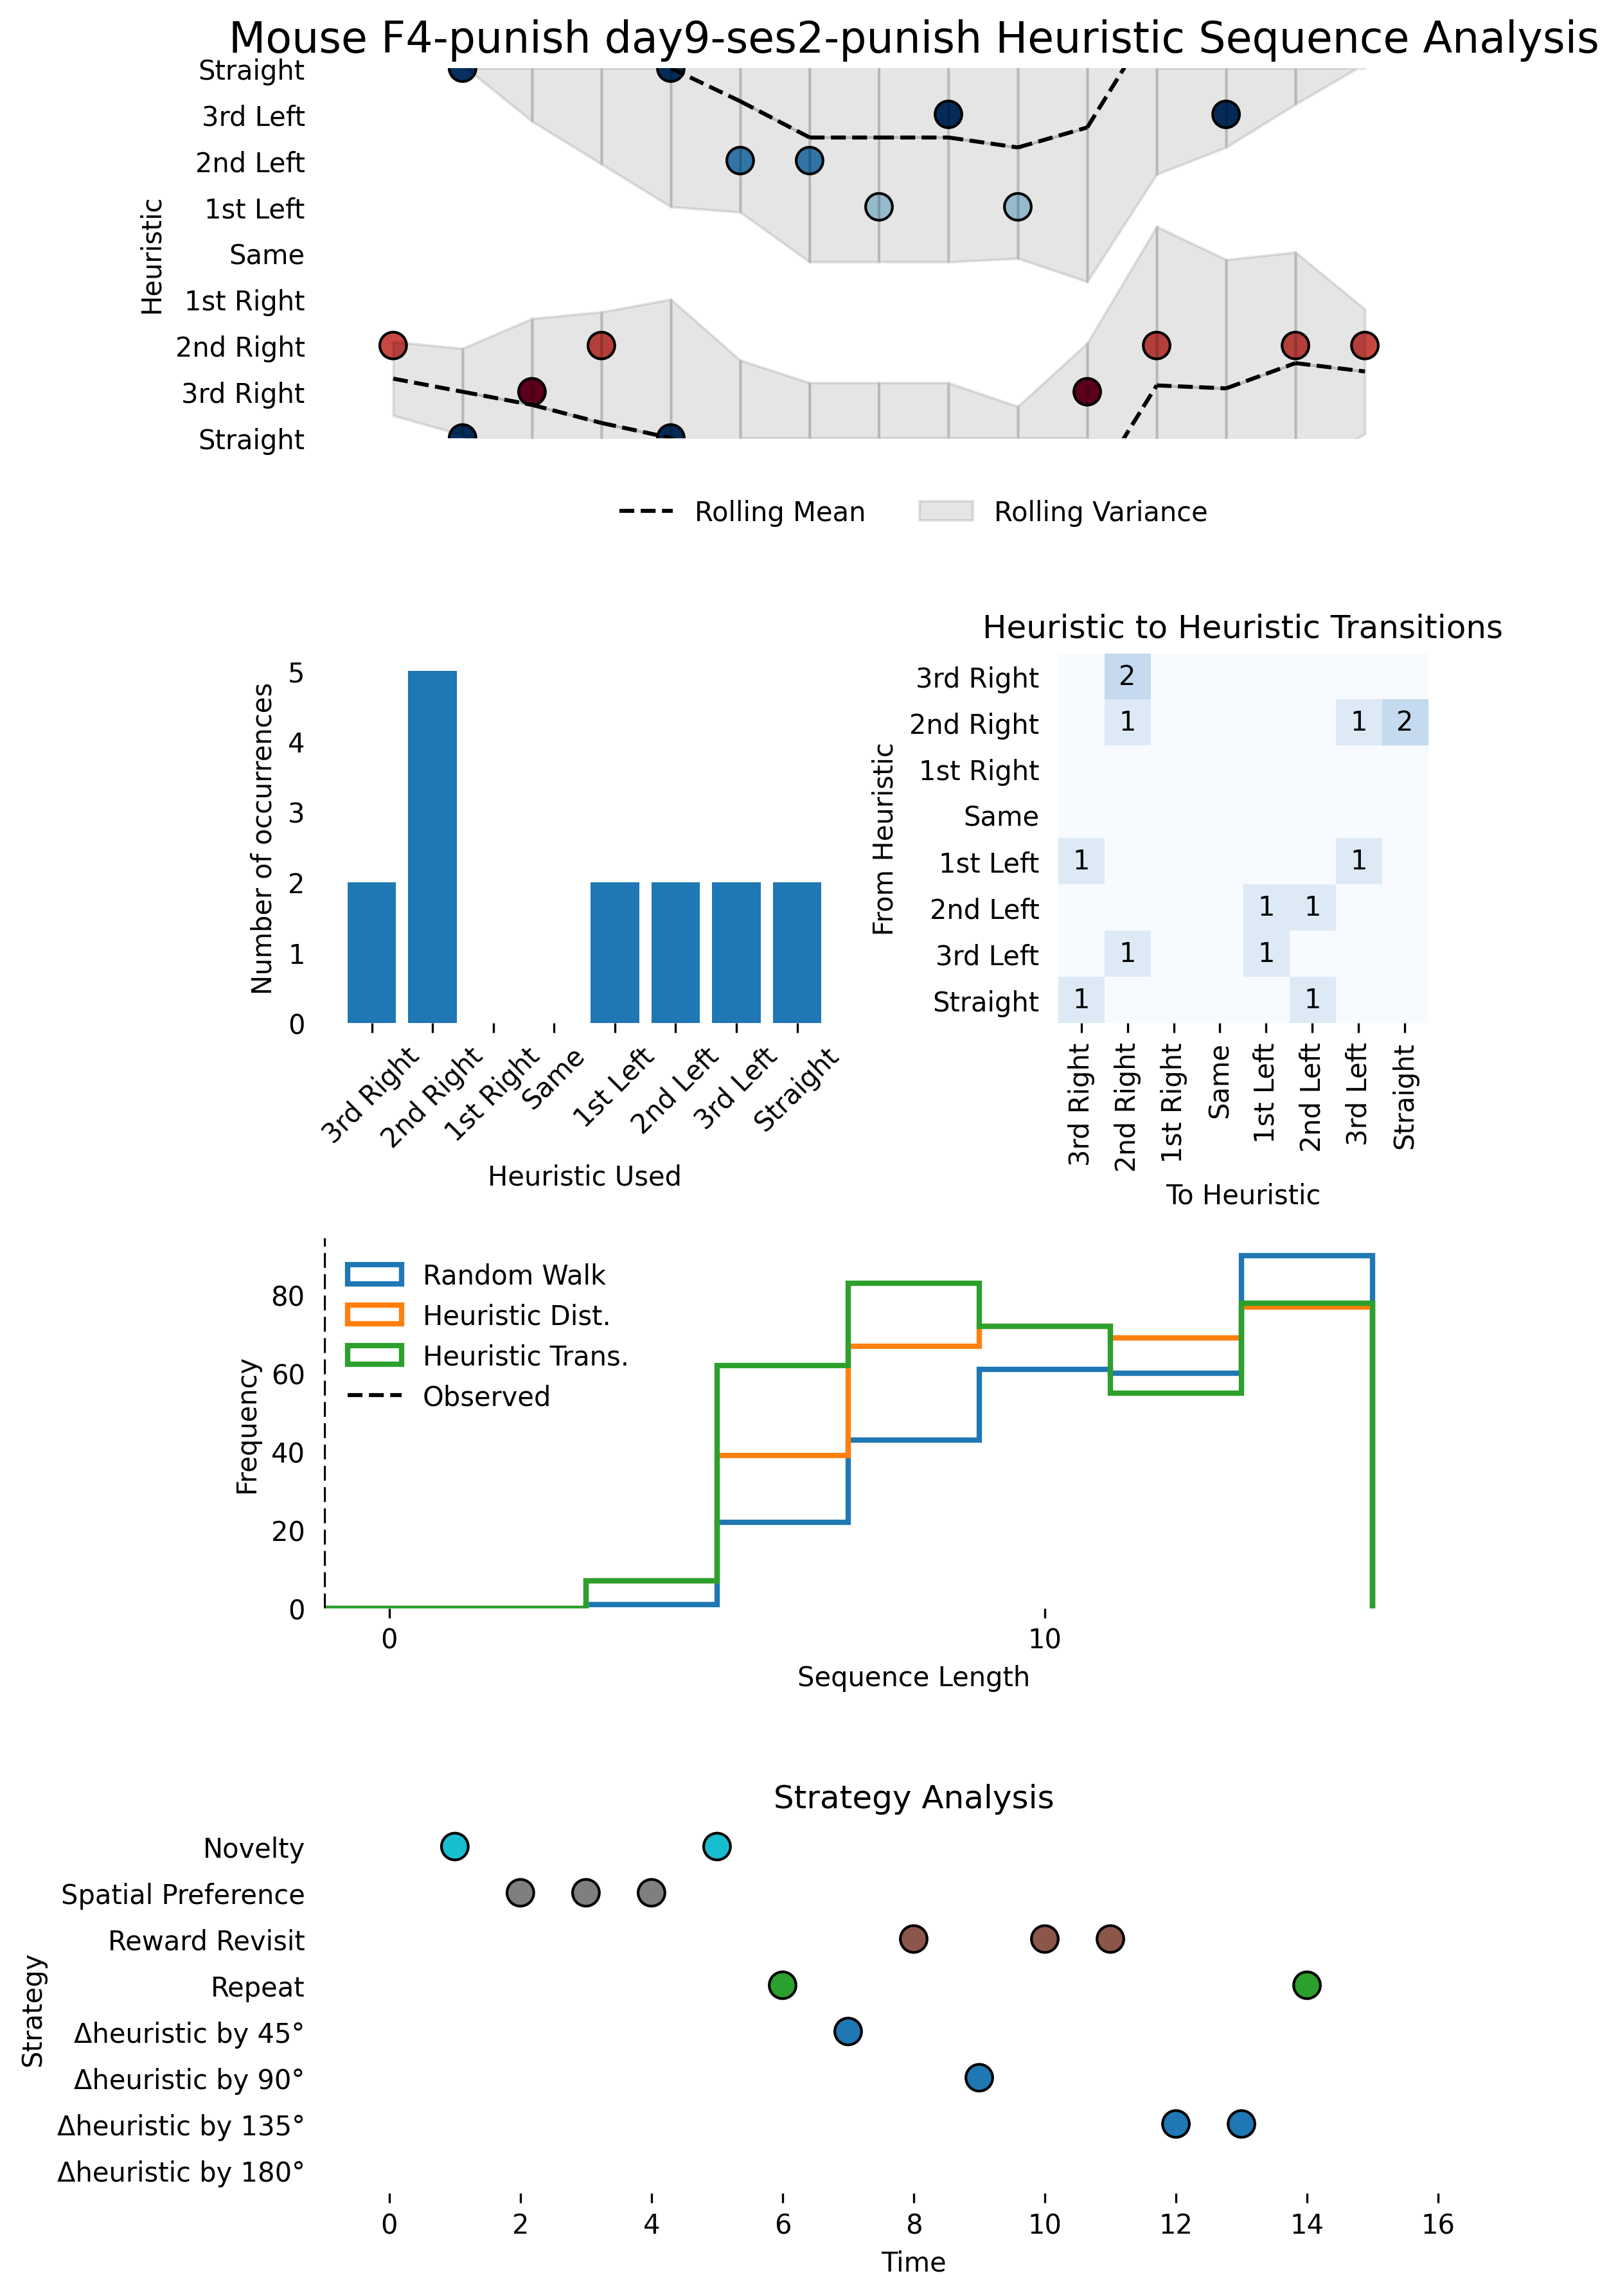 Mouse F4-punish day9-ses2-punish Heuristic Sequence Analysis
Straight
3rd Left
2nd Left
1st Left
Same
1st Right
2nd Right
3rd Right
Straight
Heuristic
Rolling Mean
Rolling Variance
5
4
3
2
1
0
Number of occurrences
3rd Right
2nd Right
1st Right
Same
1st Left
2nd Left
3rd Left
Straight
Heuristic Used
Heuristic to Heuristic Transitions
3rd Right
2nd Right
1st Right
Same
1st Left
2nd Left
3rd Left
Straight
From Heuristic
2
1 1 2
1 1
1 1
1 1
1 1
3rd Right
2nd Right
1st Right
Same
1st Left
2nd Left
3rd Left
Straight
To Heuristic
80
60
40
20
0
Frequency
Random Walk
Heuristic Dist.
Heuristic Trans.
Observed
0 10
Sequence Length
Strategy Analysis
Novelty
Spatial Preference
Reward Revisit
Repeat
Δheuristic by 45°
Δheuristic by 90°
Δheuristic by 135°
Δheuristic by 180°
Strategy
0 2 4 6 8 10 12 14 16
Time